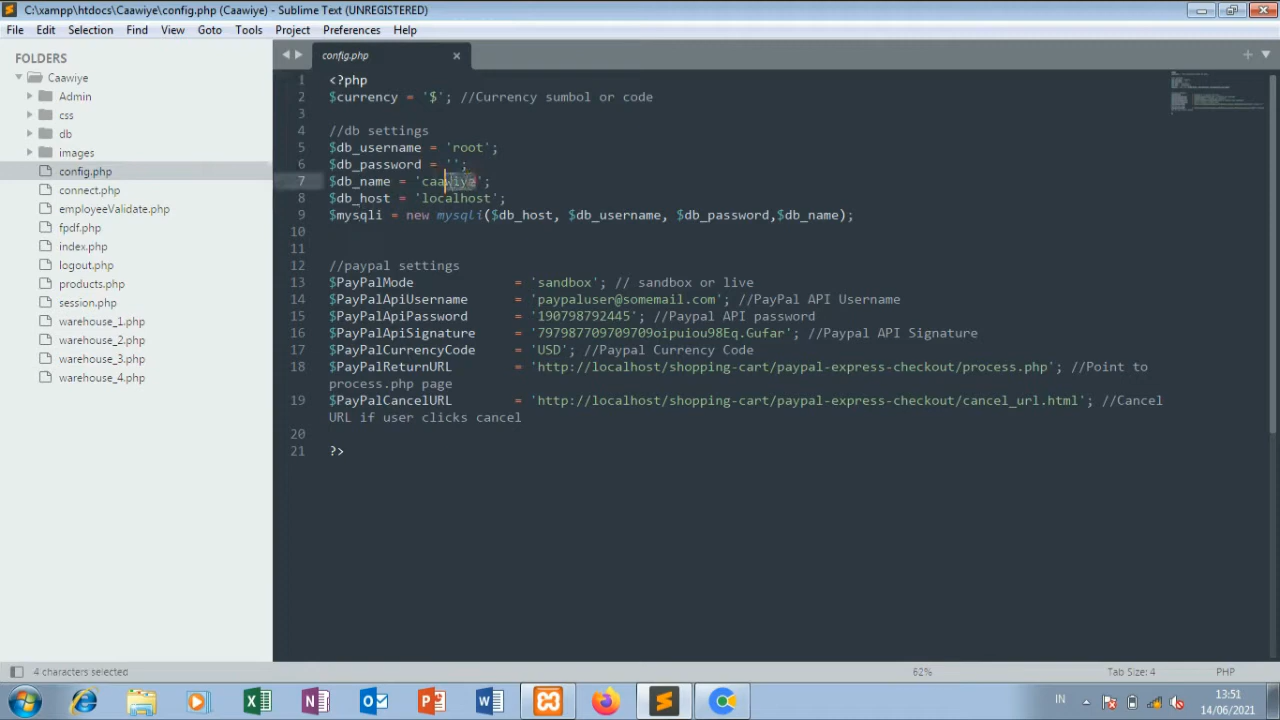 C:\xampp\htdocs\Caawiye\config.php (Caawiye) - Sublime Text (UNREGISTERED)
File Edit Selection Find View Goto Tools Project Preferences Help
FOLDERS
Caawiye
Admin
css
db
images
config.php
connect.php
employeeValidate.php
fpdf.php
index.php
logout.php
products.php
session.php
warehouse_1.php
warehouse_2.php
warehouse_3.php
warehouse_4.php
config.php
1 <?php
2 $currency = '$'; //Currency sumbol or code
3
4 //db settings
5 $db_username = 'root';
6 $db_password = '';
7 $db_name = 'caawiye';
8 $db_host = 'localhost';
9 $mysqli = new mysqli($db_host, $db_username, $db_password,$db_name);
10
11
12 //paypal settings
13 $PayPalMode = 'sandbox'; // sandbox or live
14 $PayPalApiUsername = 'paypaluser@somemail.com'; //PayPal API Username
15 $PayPalApiPassword = '190798792445'; //Paypal API password
16 $PayPalApiSignature = '797987709709709oipuiou98Eq.Gufar'; //Paypal API Signature
17 $PayPalCurrencyCode = 'USD'; //Paypal Currency Code
18 $PayPalReturnURL = 'http://localhost/shopping-cart/paypal-express-checkout/process.php'; //Point to
process.php page
19 $PayPalCancelURL = 'http://localhost/shopping-cart/paypal-express-checkout/cancel_url.html'; //Cancel
URL if user clicks cancel
20
21 ?>
4 characters selected 62% Tab Size: 4 PHP
IN 13:51
14/06/2021